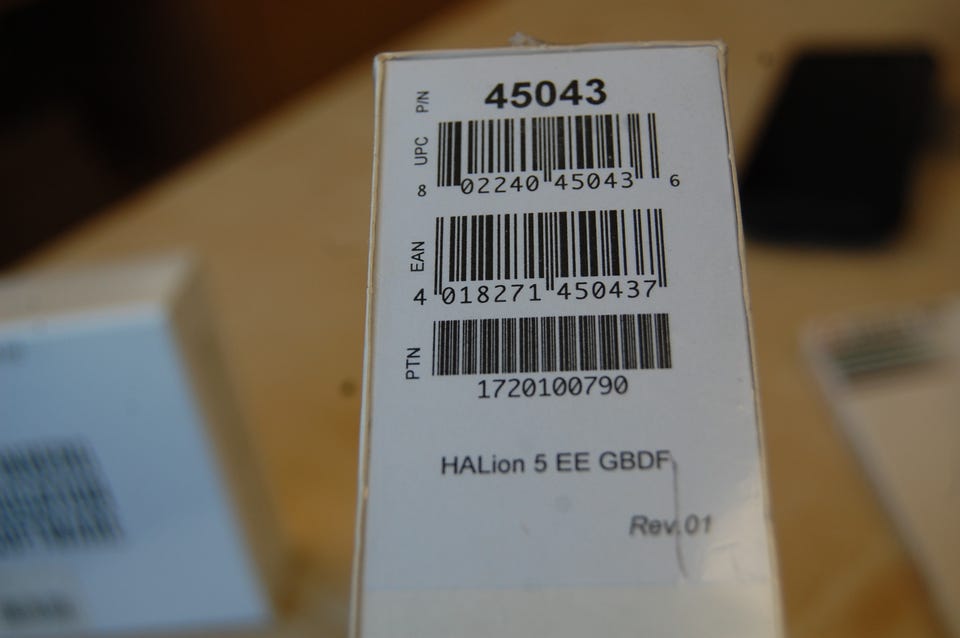 P/N 45043
UPC
8 02240 45043 6
EAN
4 018271 450437
PTN
1720100790
HALion 5 EE GBDF
Rev.01